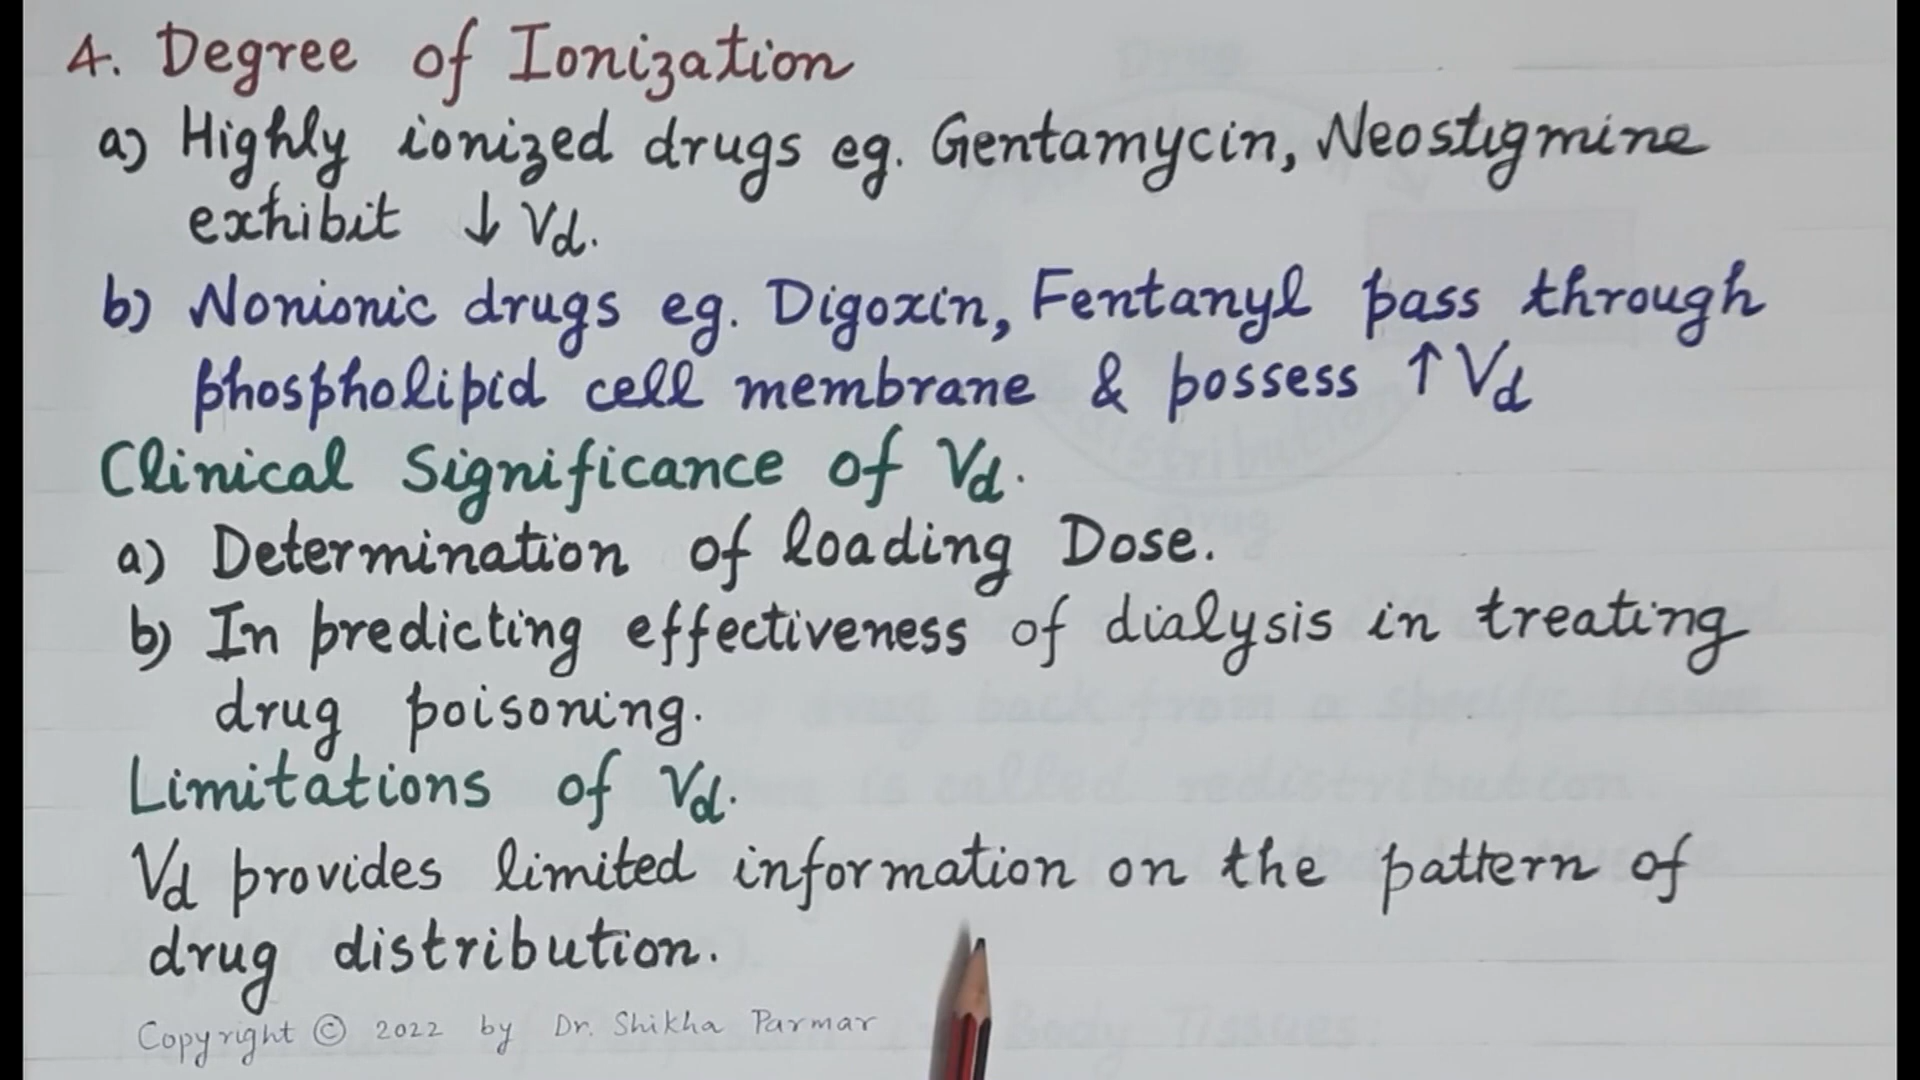 4. Degree of Ionization
a) Highly ionized drugs eg. Gentamycin, Neostigmine
exhibit ↓ Vd.
b) Nonionic drugs eg. Digoxin, Fentanyl pass through
phospholipid cell membrane & possess ↑ Vd
Clinical Significance of Vd.
a) Determination of loading Dose.
b) In predicting effectiveness of dialysis in treating
drug poisoning.
Limitations of Vd.
Vd provides limited information on the pattern of
drug distribution.
Copyright © 2022 by Dr. Shikha Parmar